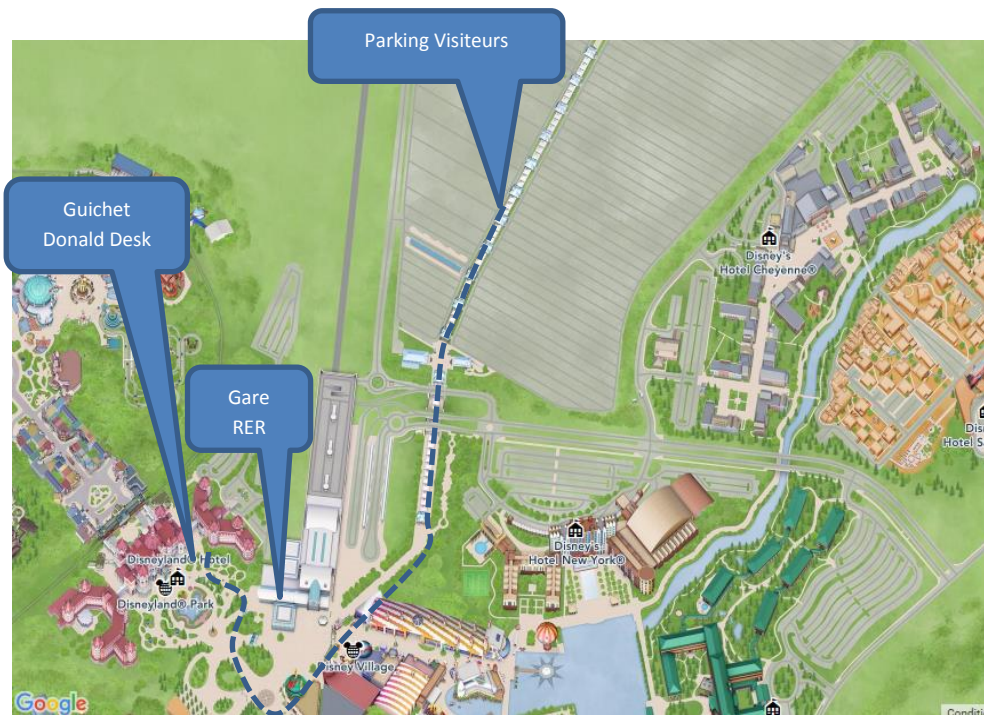 Parking Visiteurs
Guichet
Donald Desk
Disney's
Hotel Cheyenne®
Gare
RER
Hotel
Disneyland® Hotel
Disneyland® Park
Disney's
Hotel New York®
Disney Village
Google